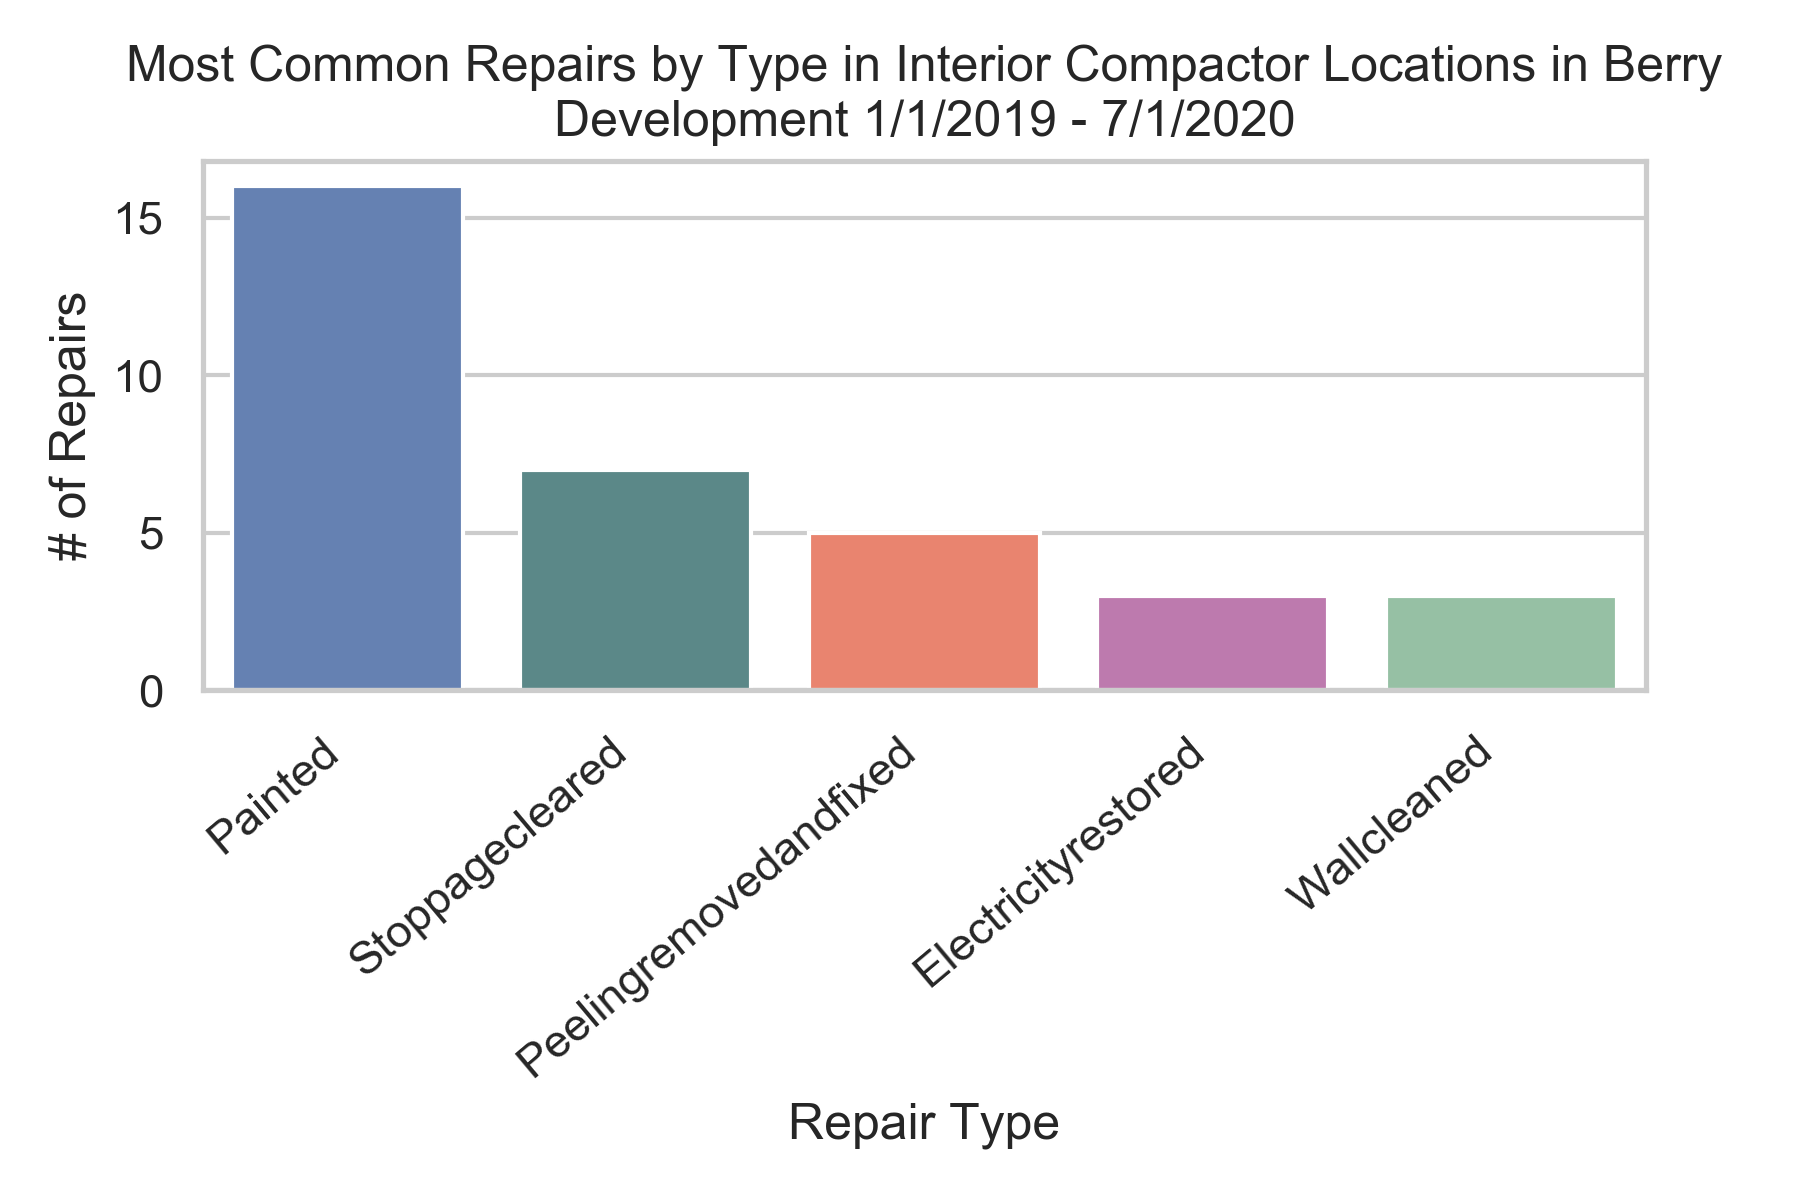 Most Common Repairs by Type in Interior Compactor Locations in Berry
Development 1/1/2019 - 7/1/2020
# of Repairs
15
10
5
0
Painted
Stoppagecleared
Peelingremovedandfixed
Electricityrestored
Wallcleaned
Repair Type